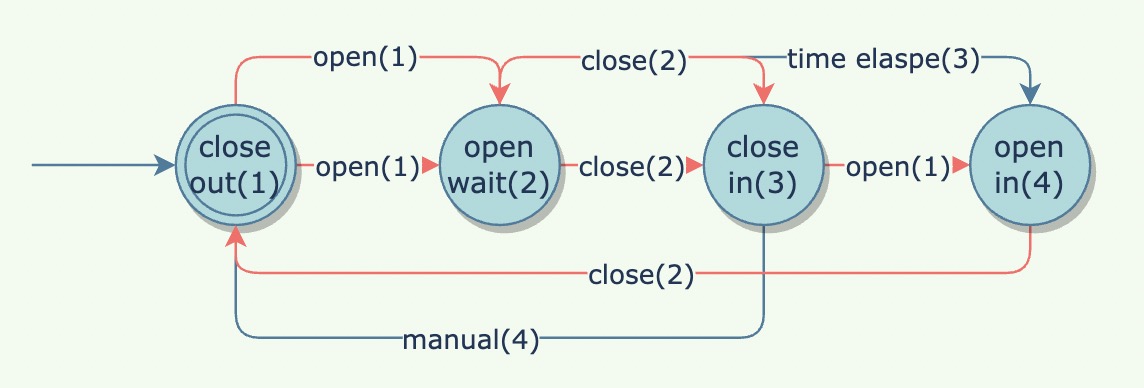 open(1)
close(2)
time elaspe(3)
close
out(1)
open(1)
open
wait(2)
close(2)
close
in(3)
open(1)
open
in(4)
close(2)
manual(4)